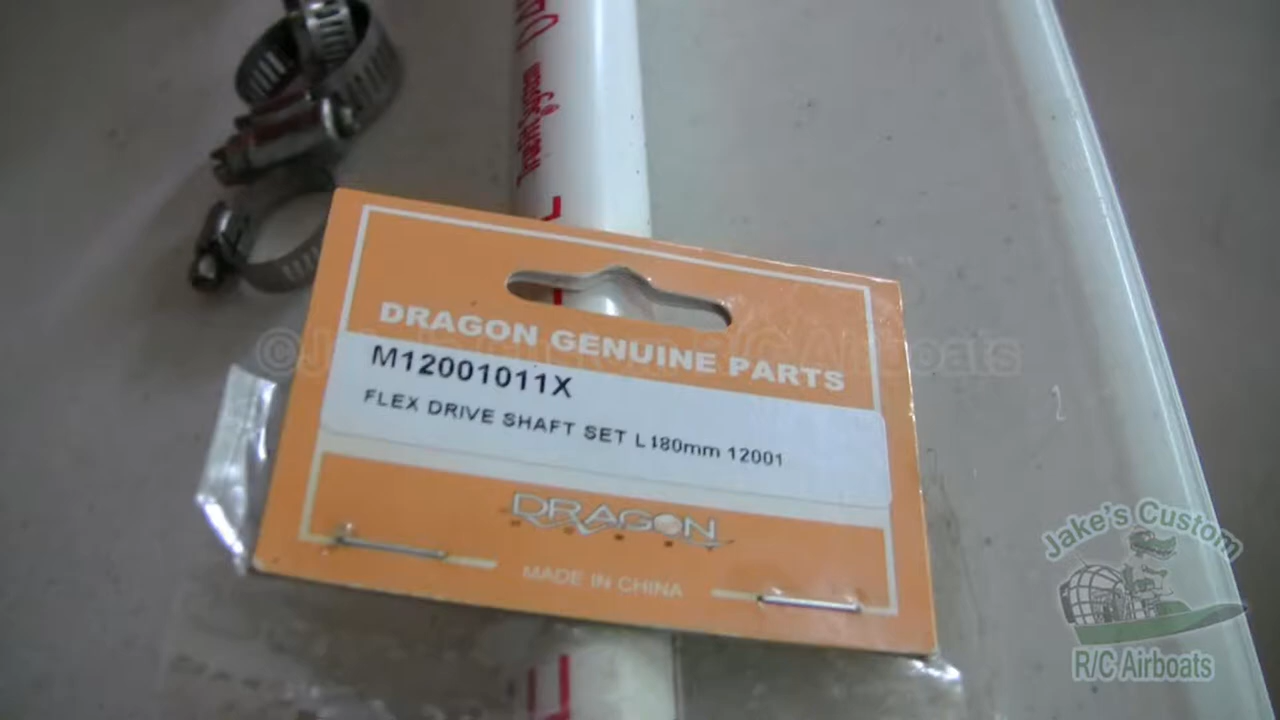 DRAGON GENUINE PARTS
M12001011X
FLEX DRIVE SHAFT SET L180mm 12001
DRAGON
MADE IN CHINA
Jake's Custom
R/C Airboats